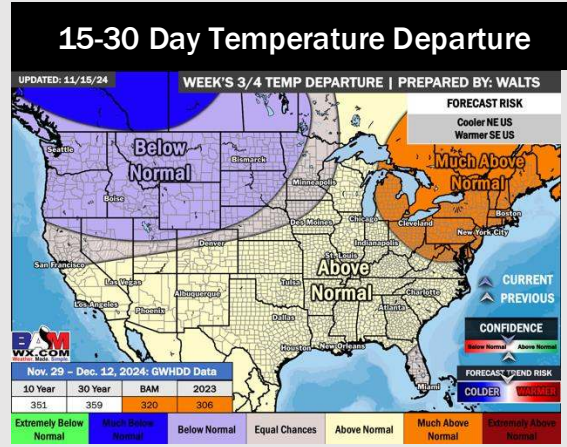 15-30 Day Temperature Departure
UPDATED: 11/15/24
WEEK'S 3/4 TEMP DEPARTURE | PREPARED BY: WALTS
FORECAST RISK
Cooler NE US
Warmer SE US
Seattle
Below
Normal
Bismarck
Minneapolis
Much Above
Normal
Boise
Boston
Des Moines
Chicago
Cleveland
New York City
Denver
Indianapolis
San Francisco
St. Louis
Above
Normal
Las Vegas
Tulsa
Charlotte
Los Angeles
Albuquerque
Phoenix
Atlanta
Dallas
Houston
New Orleans
Miami
CURRENT
PREVIOUS
CONFIDENCE
Below Normal Above Normal
FORECAST TREND RISK
COLDER WARMER
BAM
WX.COM
Weather. Made. Simple.
Nov. 29 – Dec. 12, 2024: GWHDD Data
10 Year 30 Year BAM 2023
351 359 320 306
Extremely Below Normal
Much Below Normal
Below Normal
Equal Chances
Above Normal
Much Above Normal
Extremely Above Normal